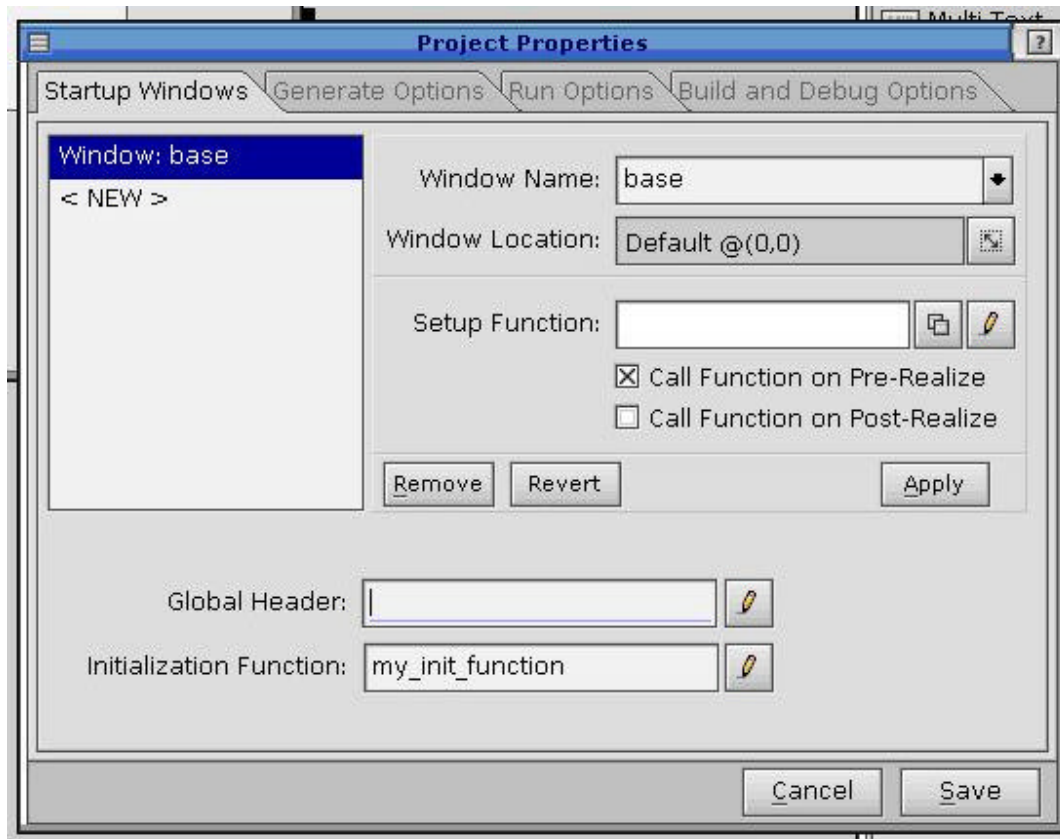 Multi Text
Project Properties
?
Startup Windows Generate Options Run Options Build and Debug Options
Window: base
< NEW >
Window Name: base
Window Location: Default @(0,0)
Setup Function:
Call Function on Pre-Realize
Call Function on Post-Realize
Remove Revert Apply
Global Header:
Initialization Function: my_init_function
Cancel Save